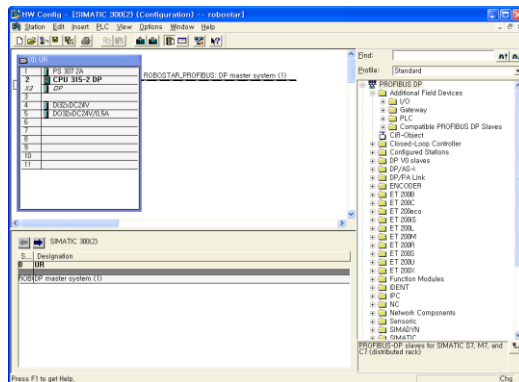 HW Config - [SIMATIC 300(2) (Configuration) -- robostar]
Station Edit Insert PLC View Options Window Help
(0) UR
1 PS 307 2A
2 CPU 315-2 DP
X2 DP
3
4 DI32xDC24V
5 DO32xDC24V/0.5A
6
7
8
9
10
11
ROBOSTAR_PROFIBUS: DP master system (1)
Find:
Profile: Standard
PROFIBUS DP
Additional Field Devices
I/O
Gateway
PLC
Compatible PROFIBUS DP Slaves
CiR-Object
Closed-Loop Controller
Configured Stations
DP V0 slaves
DP/AS-i
DP/PA Link
ENCODER
ET 200B
ET 200C
ET 200eco
ET 200iS
ET 200L
ET 200M
ET 200R
ET 200S
ET 200U
ET 200X
Function Modules
IDENT
IPC
NC
Network Components
Sensoric
SIMADYN
SIMATIC
PROFIBUS-DP slaves for SIMATIC S7, M7, and
C7 (distributed rack)
SIMATIC 300(2)
S... Designation
0 UR
ROB DP master system (1)
Press F1 to get Help.
Chg